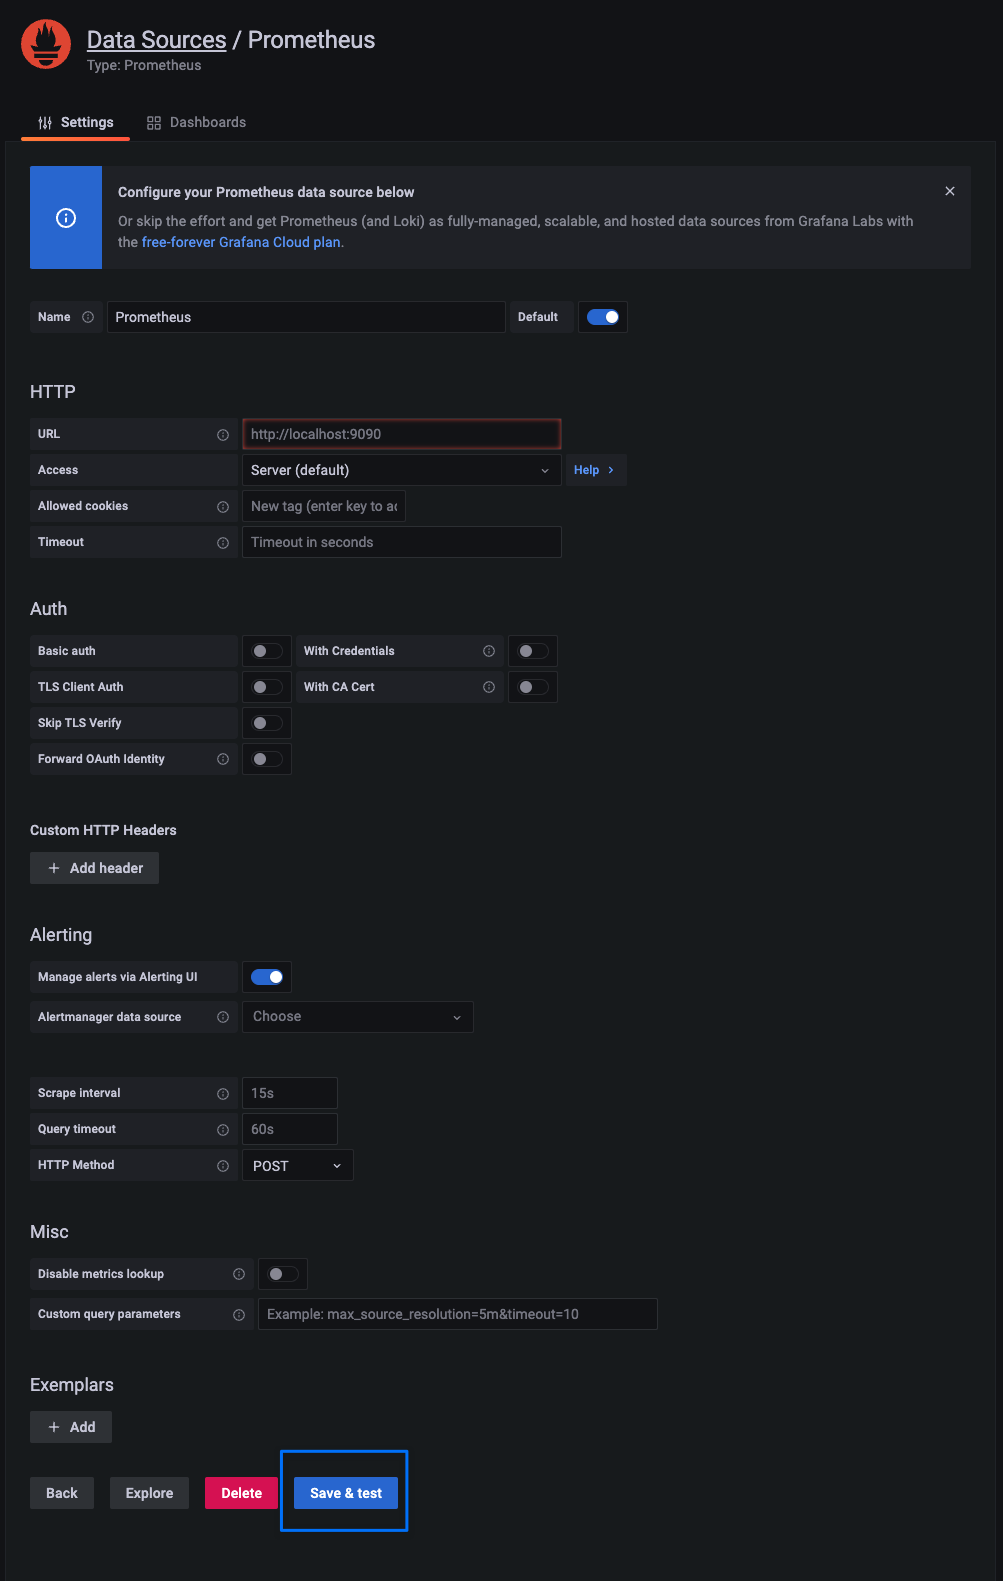 Data Sources / Prometheus
Type: Prometheus
Settings
Dashboards
Configure your Prometheus data source below
Or skip the effort and get Prometheus (and Loki) as fully-managed, scalable, and hosted data sources from Grafana Labs with
the free-forever Grafana Cloud plan.
Name
Prometheus
Default
HTTP
URL
http://localhost:9090
Access
Server (default)
Help
Allowed cookies
New tag (enter key to ac
Timeout
Timeout in seconds
Auth
Basic auth
With Credentials
TLS Client Auth
With CA Cert
Skip TLS Verify
Forward OAuth Identity
Custom HTTP Headers
+ Add header
Alerting
Manage alerts via Alerting UI
Alertmanager data source
Choose
Scrape interval
15s
Query timeout
60s
HTTP Method
POST
Misc
Disable metrics lookup
Custom query parameters
Example: max_source_resolution=5m&timeout=10
Exemplars
+ Add
Back
Explore
Delete
Save & test